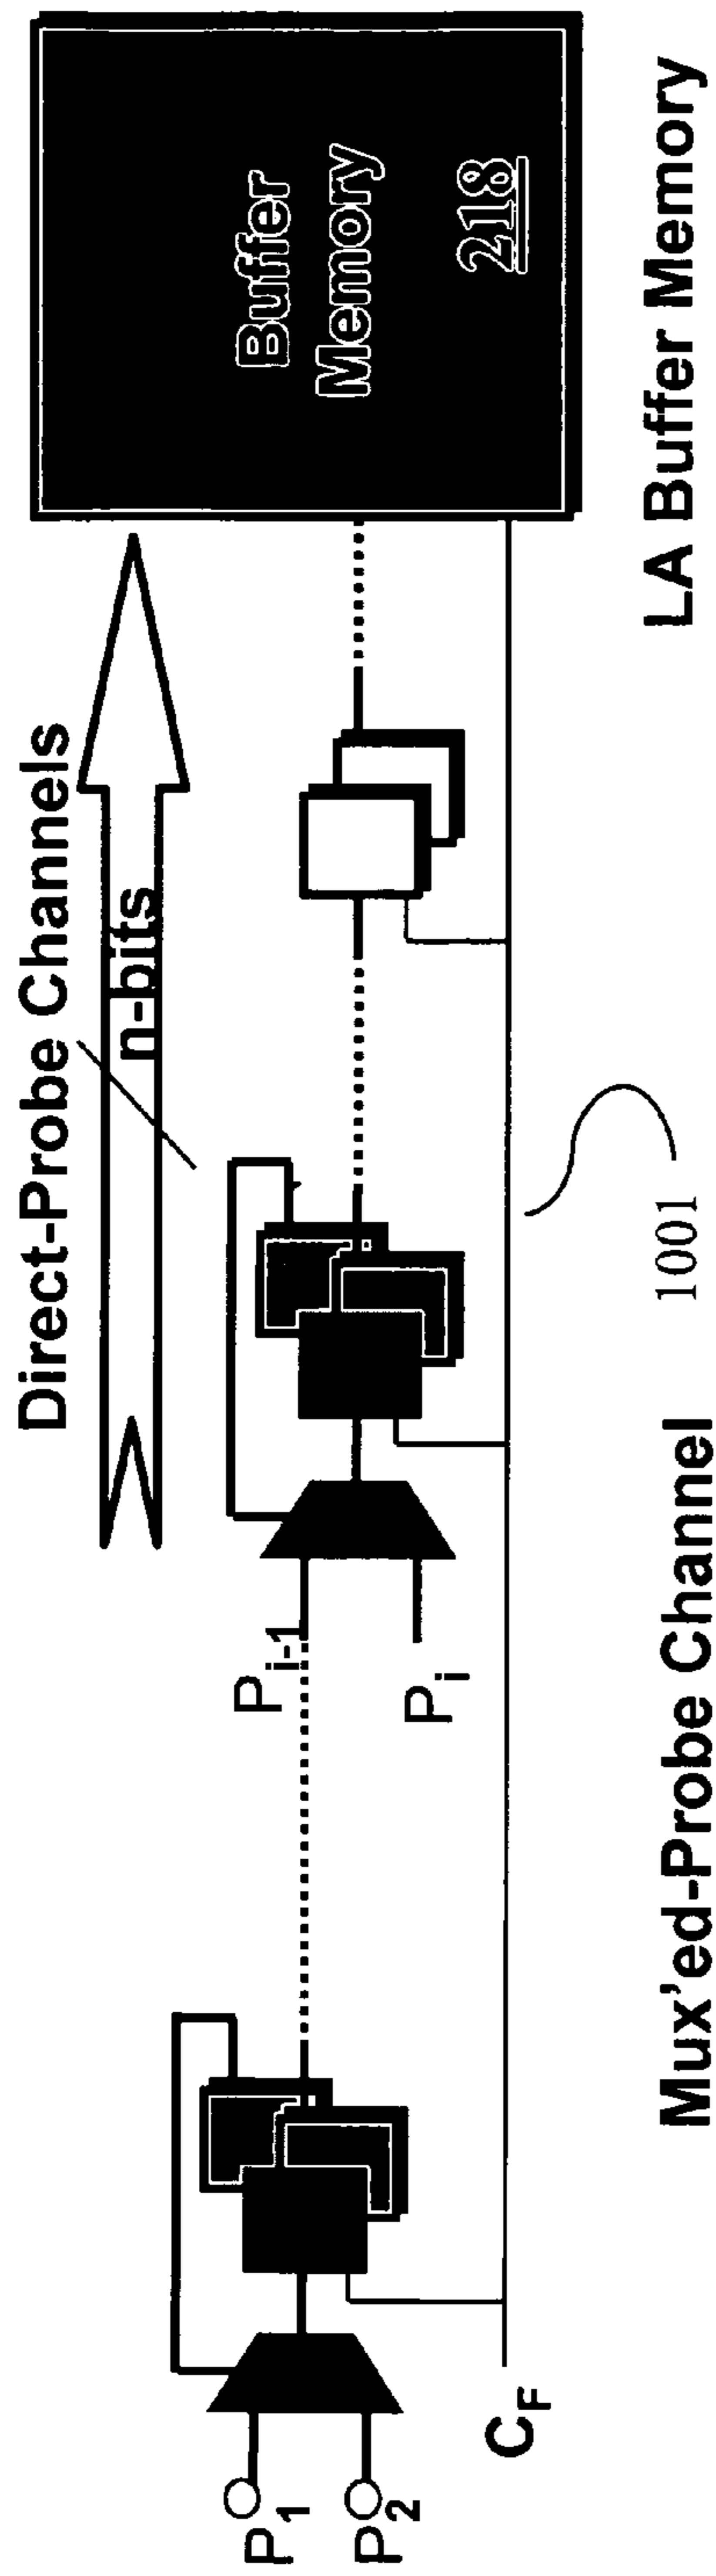 Direct-Probe Channels
n-bits
Buffer
Memory
218
P1
P2
Pi-1
Pi
CF
1001
Mux'ed-Probe Channel
LA Buffer Memory